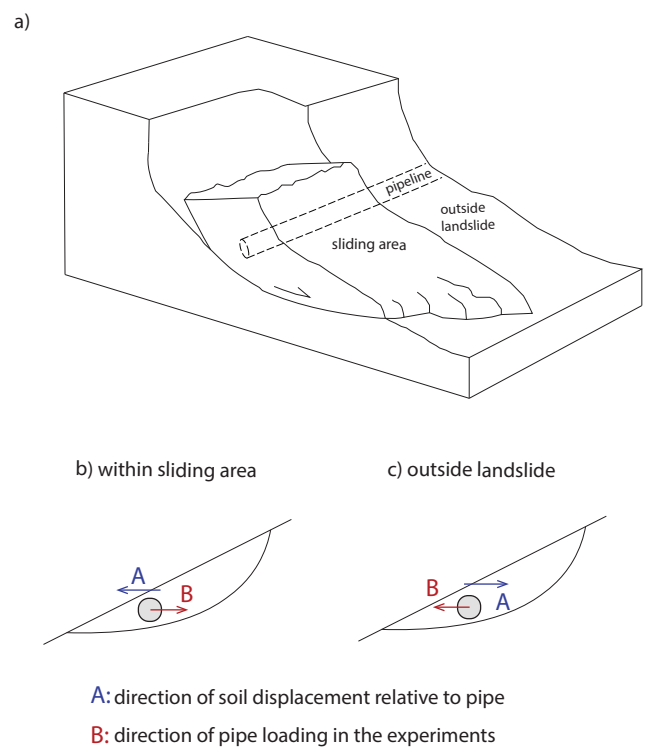 a)
pipeline
outside
landslide
sliding area
b) within sliding area
c) outside landslide
A
B
B
A
A: direction of soil displacement relative to pipe
B: direction of pipe loading in the experiments